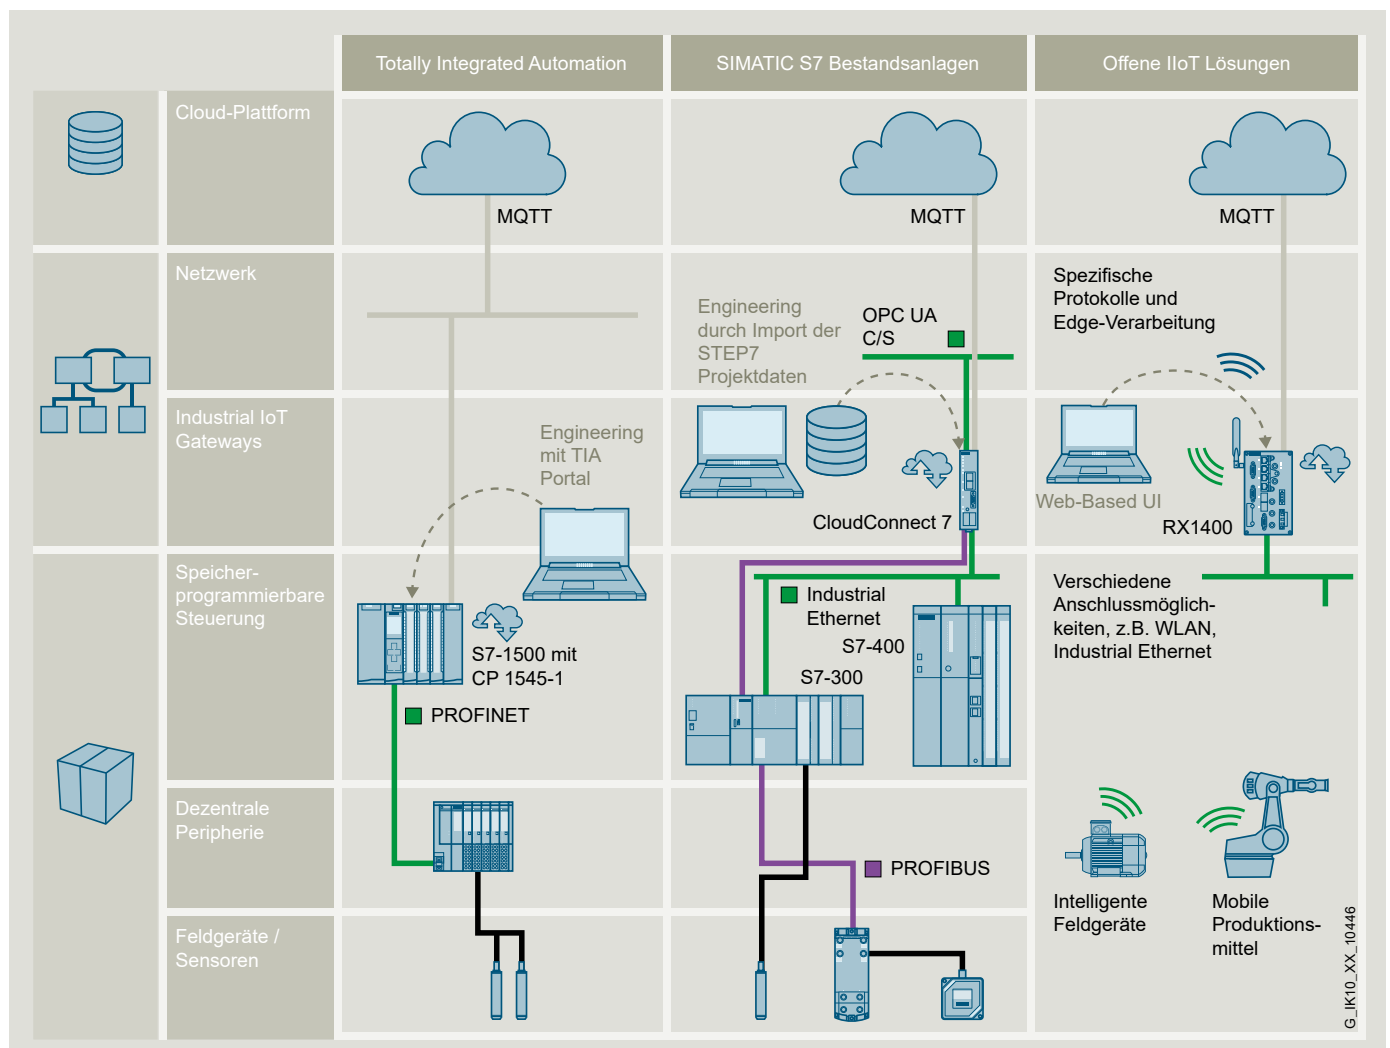 Totally Integrated Automation
SIMATIC S7 Bestandsanlagen
Offene IIoT Lösungen
Cloud-Plattform
MQTT
MQTT
MQTT
Netzwerk
Engineering
durch Import der
STEP7
Projektdaten
OPC UA
C/S
Spezifische
Protokolle und
Edge-Verarbeitung
Industrial IoT
Gateways
Engineering
mit TIA
Portal
CloudConnect 7
Web-Based UI
RX1400
Speicher-
programmierbare
Steuerung
S7-1500 mit
CP 1545-1
PROFINET
Industrial
Ethernet
S7-400
S7-300
Verschiedene
Anschlussmöglich-
keiten, z.B. WLAN,
Industrial Ethernet
Dezentrale
Peripherie
PROFIBUS
Intelligente
Feldgeräte
Mobile
Produktions-
mittel
Feldgeräte /
Sensoren
G_IK10_XX_10446